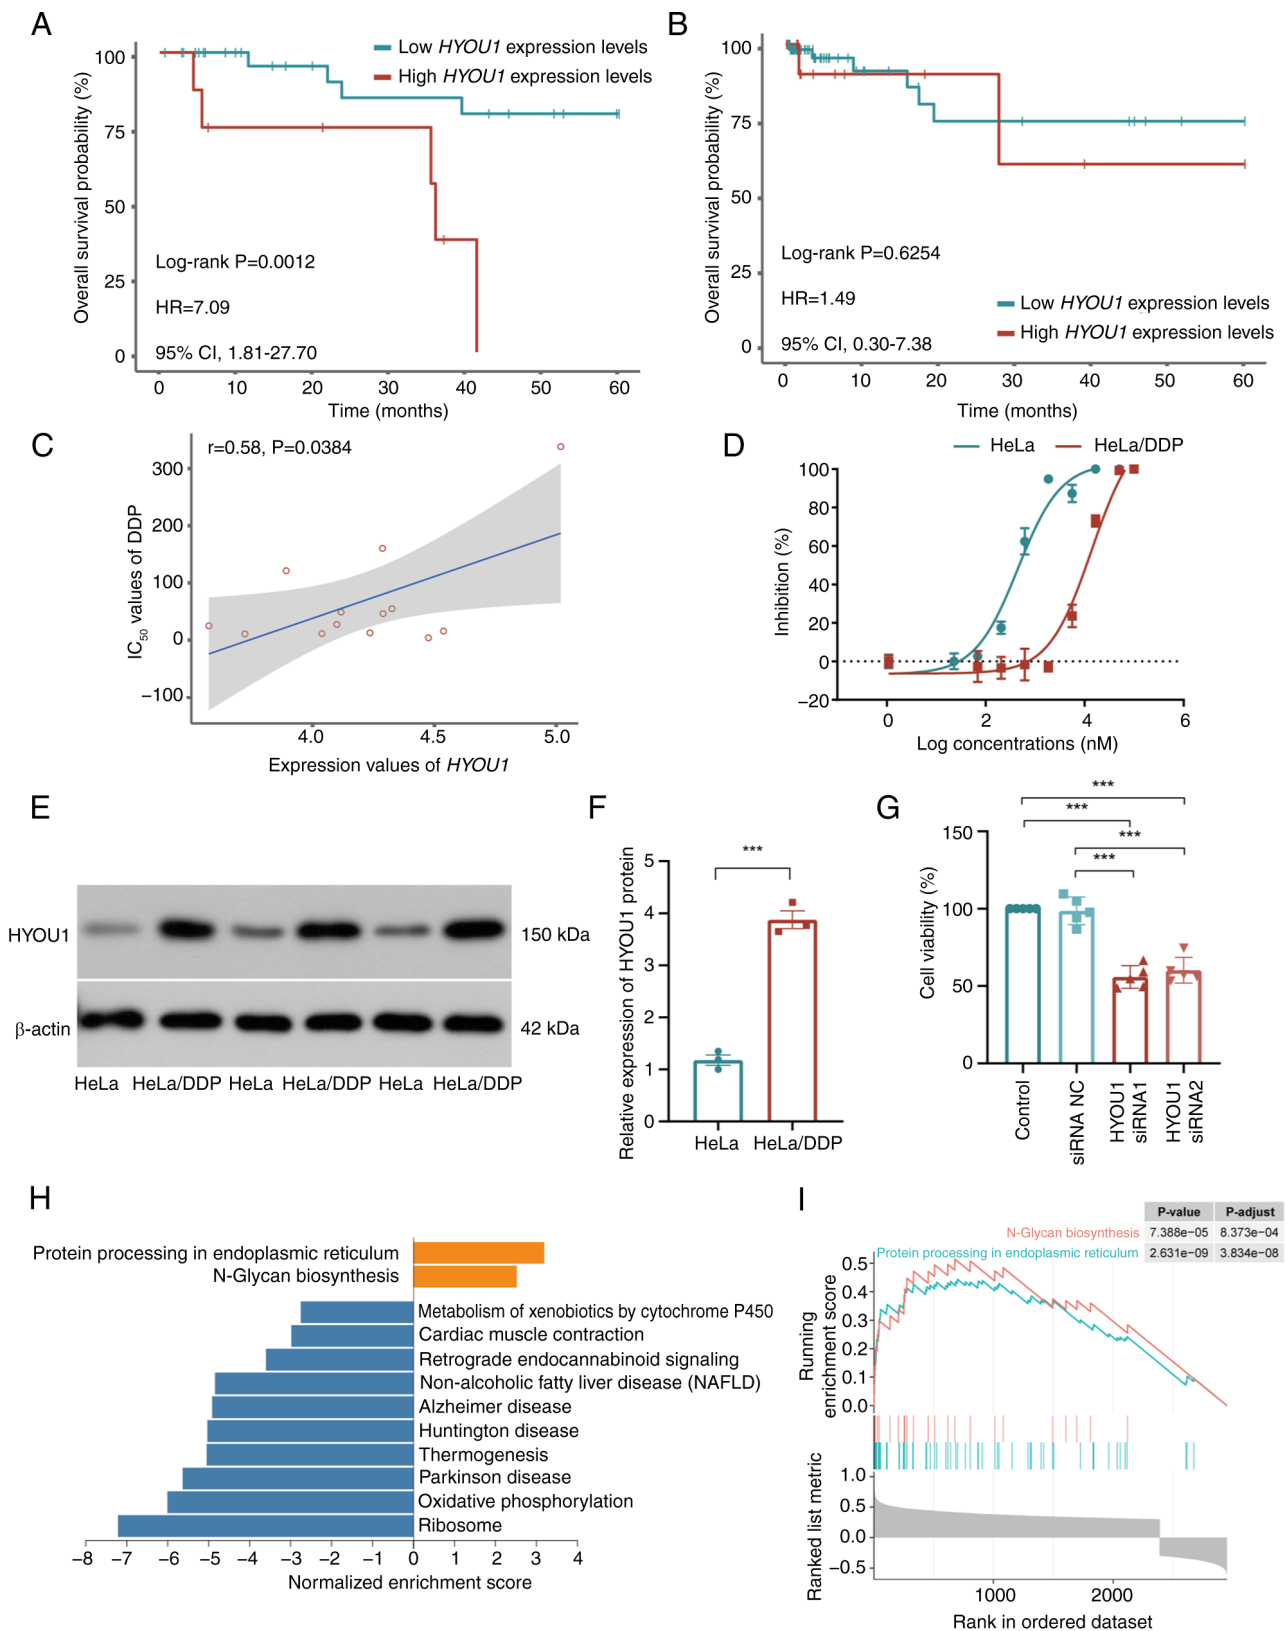 A
Low HYOU1 expression levels
High HYOU1 expression levels
Overall survival probability (%)
100
75
50
25
0
Log-rank P=0.0012
HR=7.09
95% CI, 1.81-27.70
0 10 20 30 40 50 60
Time (months)
B
Overall survival probability (%)
100
75
50
25
0
Log-rank P=0.6254
HR=1.49
95% CI, 0.30-7.38
Low HYOU1 expression levels
High HYOU1 expression levels
0 10 20 30 40 50 60
Time (months)
C
r=0.58, P=0.0384
IC50 values of DDP
300
200
100
0
−100
4.0 4.5 5.0
Expression values of HYOU1
D
HeLa HeLa/DDP
Inhibition (%)
100
80
60
40
20
0
−20
0 2 4 6
Log concentrations (nM)
E
HYOU1
150 kDa
β-actin
42 kDa
HeLa HeLa/DDP HeLa HeLa/DDP HeLa HeLa/DDP
F
Relative expression of HYOU1 protein
5
4
3
2
1
0
***
HeLa HeLa/DDP
G
Cell viability (%)
150
100
50
0
***
***
***
***
Control
siRNA NC
HYOU1
siRNA1
HYOU1
siRNA2
H
Protein processing in endoplasmic reticulum
N-Glycan biosynthesis
Metabolism of xenobiotics by cytochrome P450
Cardiac muscle contraction
Retrograde endocannabinoid signaling
Non-alcoholic fatty liver disease (NAFLD)
Alzheimer disease
Huntington disease
Thermogenesis
Parkinson disease
Oxidative phosphorylation
Ribosome
−8 −7 −6 −5 −4 −3 −2 −1 0 1 2 3 4
Normalized enrichment score
I
P-value P-adjust
N-Glycan biosynthesis 7.388e−05 8.373e−04
Protein processing in endoplasmic reticulum 2.631e−09 3.834e−08
Running
enrichment score
0.5
0.4
0.3
0.2
0.1
0.0
Ranked list metric
1.0
0.5
0.0
−0.5
1000 2000
Rank in ordered dataset